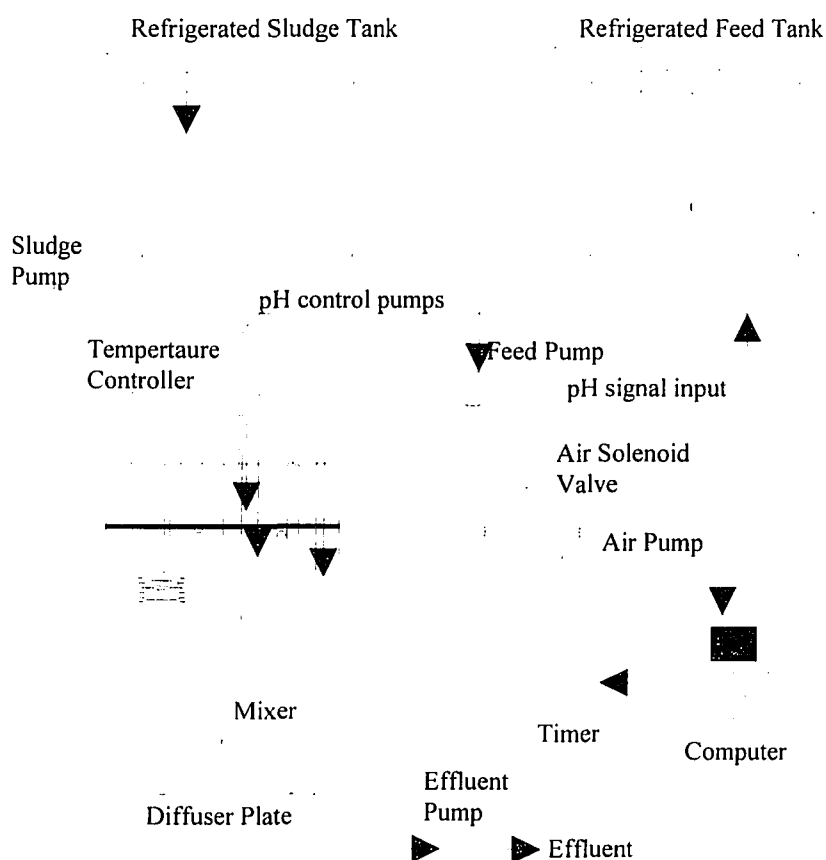 Refrigerated Sludge Tank
Refrigerated Feed Tank
Sludge
Pump
pH control pumps
Tempertaure
Controller
Feed Pump
pH signal input
Air Solenoid
Valve
Air Pump
Mixer
Timer
Computer
Effluent
Pump
Diffuser Plate
Effluent